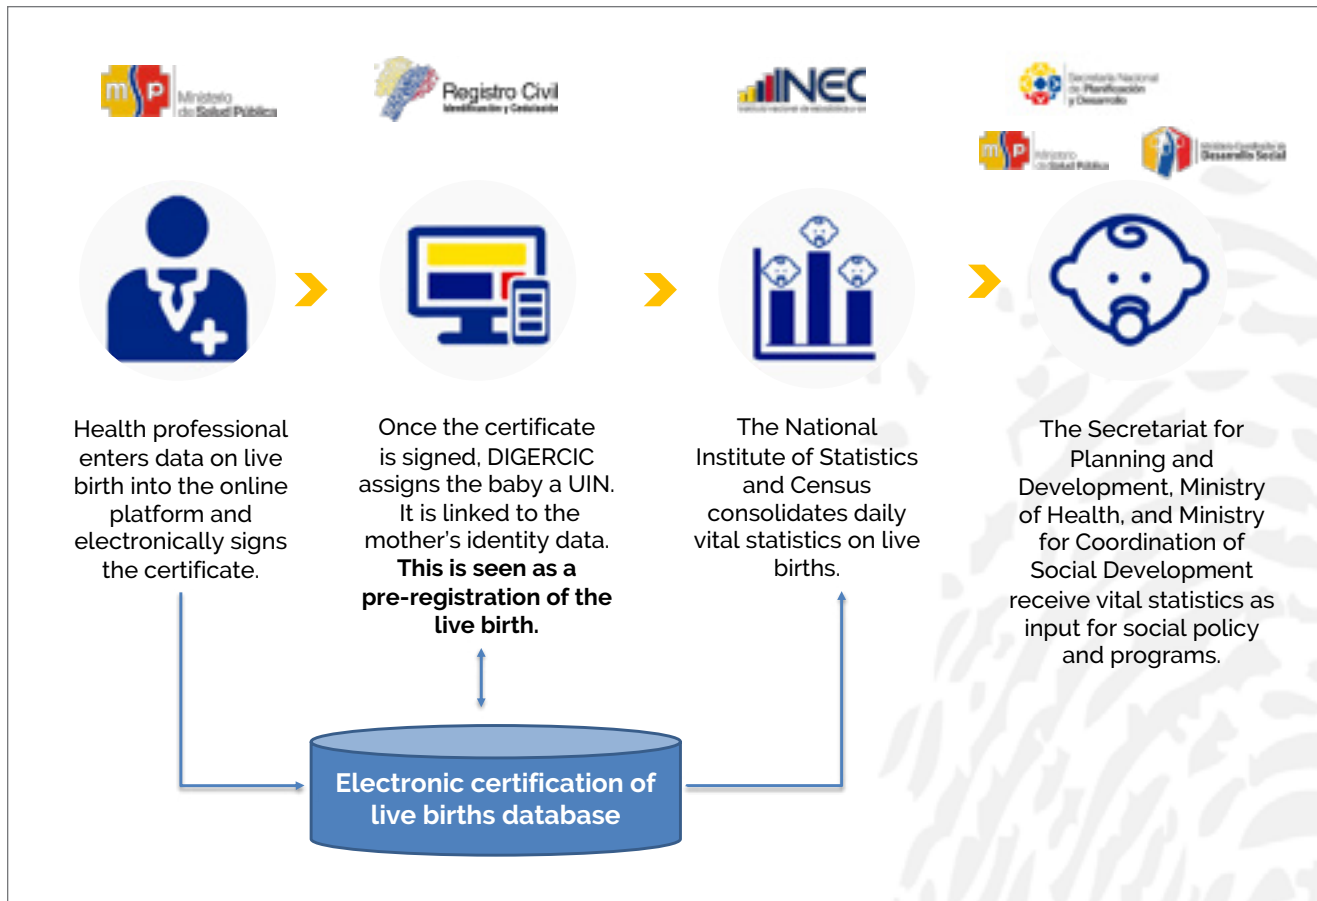 msp
Ministerio
de Salud Pública
Registro Civil
Identificación y Cedulación
INEC
Secretaría Nacional
de Planificación
y Desarrollo
msp
Ministerio
de Salud Pública
Ministerio Coordinador de
Desarrollo Social
Health professional
enters data on live
birth into the online
platform and
electronically signs
the certificate.
Once the certificate
is signed, DIGERCIC
assigns the baby a UIN.
It is linked to the
mother's identity data.
This is seen as a
pre-registration of the
live birth.
The National
Institute of Statistics
and Census
consolidates daily
vital statistics on live
births.
The Secretariat for
Planning and
Development, Ministry
of Health, and Ministry
for Coordination of
Social Development
receive vital statistics as
input for social policy
and programs.
Electronic certification of
live births database